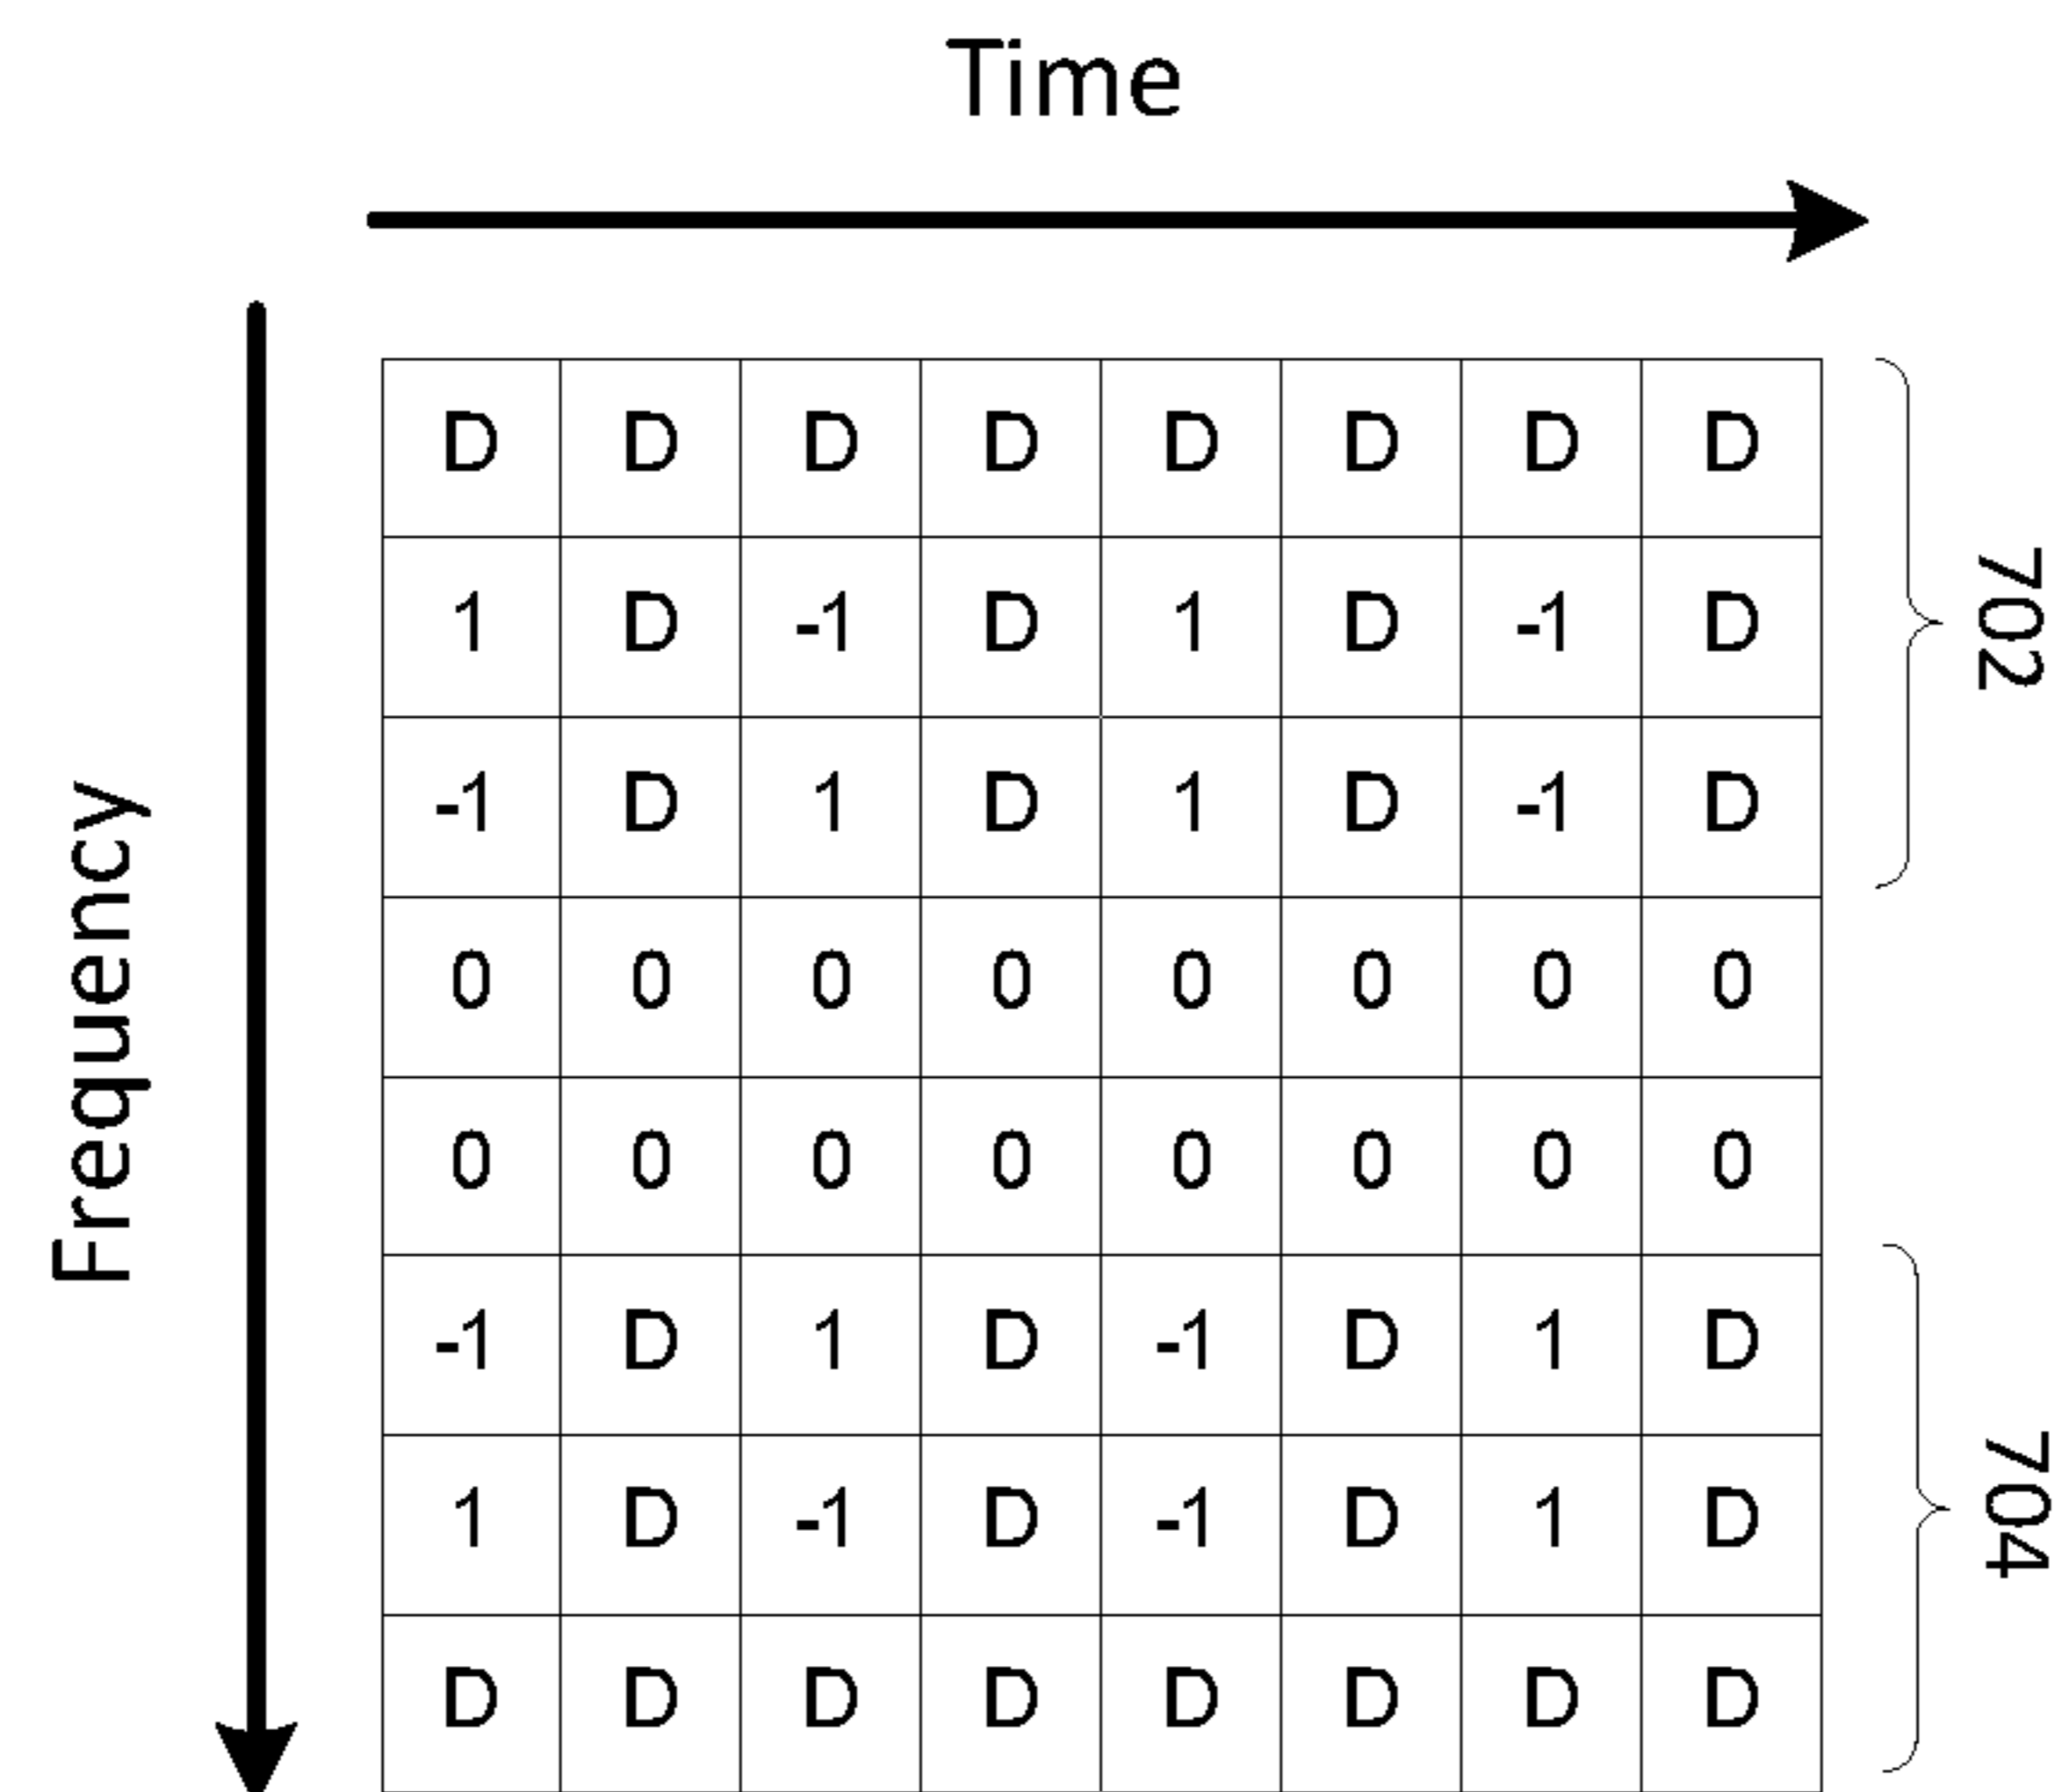 Time
Frequency
D D D D D D D D
1 D -1 D 1 D -1 D
-1 D 1 D 1 D -1 D
0 0 0 0 0 0 0 0
0 0 0 0 0 0 0 0
-1 D 1 D -1 D 1 D
1 D -1 D -1 D 1 D
D D D D D D D D
702
704